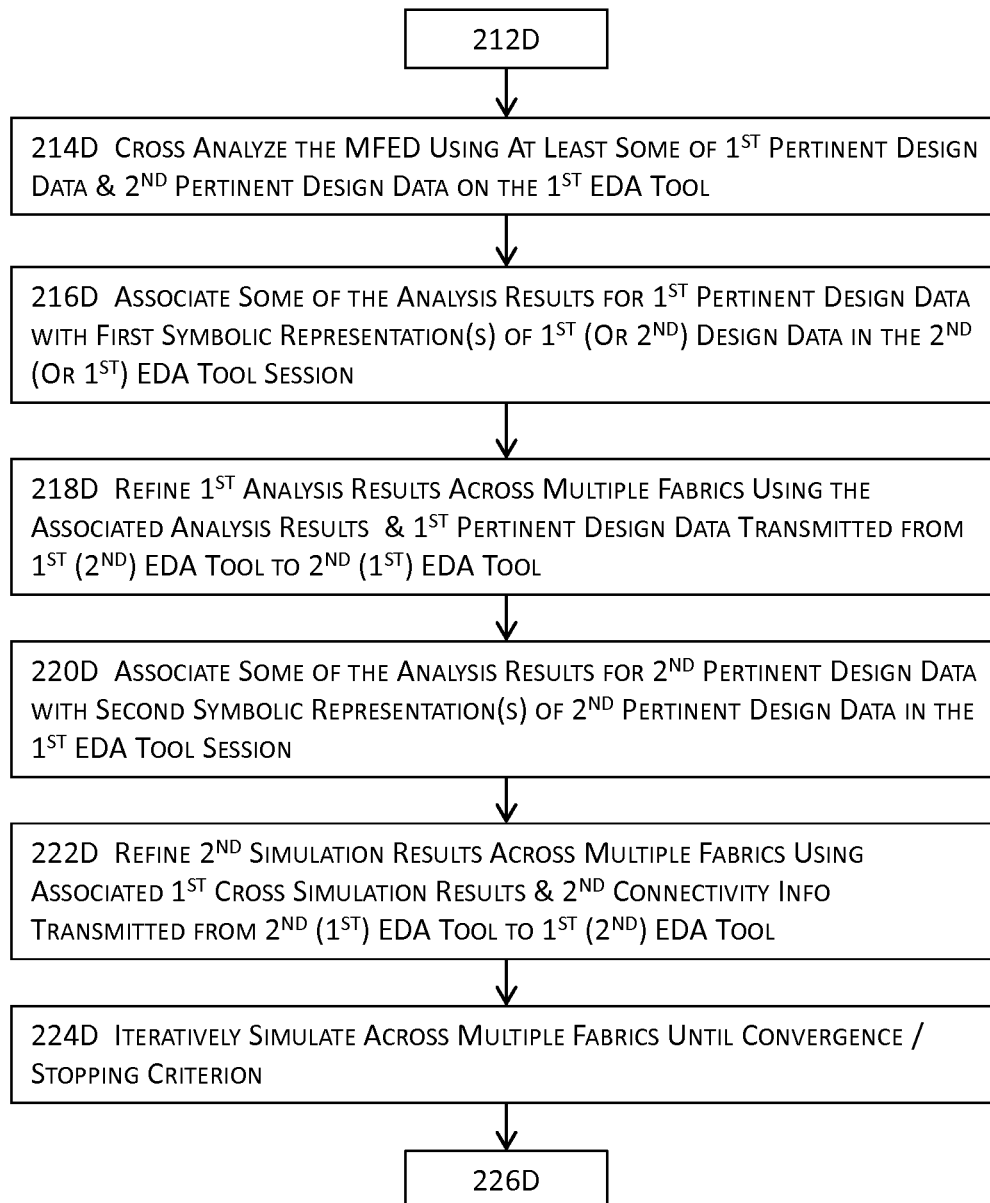 212D
214D Cross Analyze the MFED Using At Least Some of 1ST Pertinent Design
Data & 2ND Pertinent Design Data on the 1ST EDA Tool
216D Associate Some of the Analysis Results for 1ST Pertinent Design Data
with First Symbolic Representation(s) of 1ST (Or 2ND) Design Data in the 2ND
(Or 1ST) EDA Tool Session
218D Refine 1ST Analysis Results Across Multiple Fabrics Using the
Associated Analysis Results & 1ST Pertinent Design Data Transmitted from
1ST (2ND) EDA Tool to 2ND (1ST) EDA Tool
220D Associate Some of the Analysis Results for 2ND Pertinent Design Data
with Second Symbolic Representation(s) of 2ND Pertinent Design Data in the
1ST EDA Tool Session
222D Refine 2ND Simulation Results Across Multiple Fabrics Using
Associated 1ST Cross Simulation Results & 2ND Connectivity Info
Transmitted from 2ND (1ST) EDA Tool to 1ST (2ND) EDA Tool
224D Iteratively Simulate Across Multiple Fabrics Until Convergence /
Stopping Criterion
226D